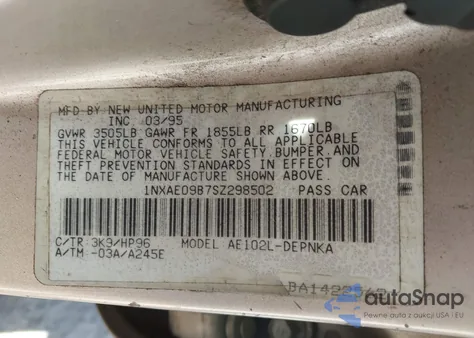 MFD BY NEW UNITED MOTOR MANUFACTURING
INC 03/95
GVWR 3505LB GAWR FR 1855LB RR 1670LB
THIS VEHICLE CONFORMS TO ALL APPLICABLE
FEDERAL MOTOR VEHICLE SAFETY, BUMPER AND
THEFT PREVENTION STANDARDS IN EFFECT ON
THE DATE OF MANUFACTURE SHOWN ABOVE.
1NXAE09B7SZ298502 PASS CAR
C/TR 3K9/HP96 MODEL AE102L-DEPNKA
A/TM -03A/A245E
autoSnap
Pewne auto z